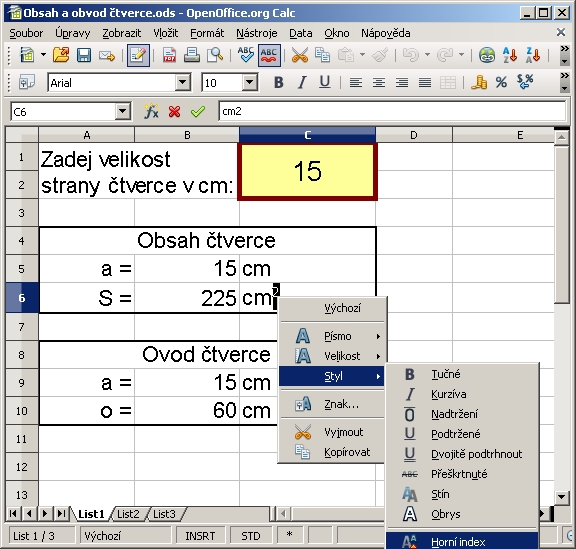 Obsah a obvod čtverce.ods - OpenOffice.org Calc
Soubor Úpravy Zobrazit Vložit Formát Nástroje Data Okno Nápověda
ABC ABC
Arial 10 B I U %
C6 cm2
A B C D E
1 Zadej velikost 15
2 strany čtverce v cm:
3
4 Obsah čtverce
5 a = 15 cm
6 S = 225 cm2
7
8 Ovod čtverce
9 a = 15 cm
10 o = 60 cm
11
12
13
Výchozí
Písmo
Velikost
Styl
Znak...
Vyjmout
Kopírovat
Tučné
Kurzíva
Nadtržení
Podtržené
Dvojitě podtrhnout
ABC Přeškrtnuté
Stín
Obrys
Horní index
List1 List2 List3
List 1 / 3 Výchozí INSRT STD *